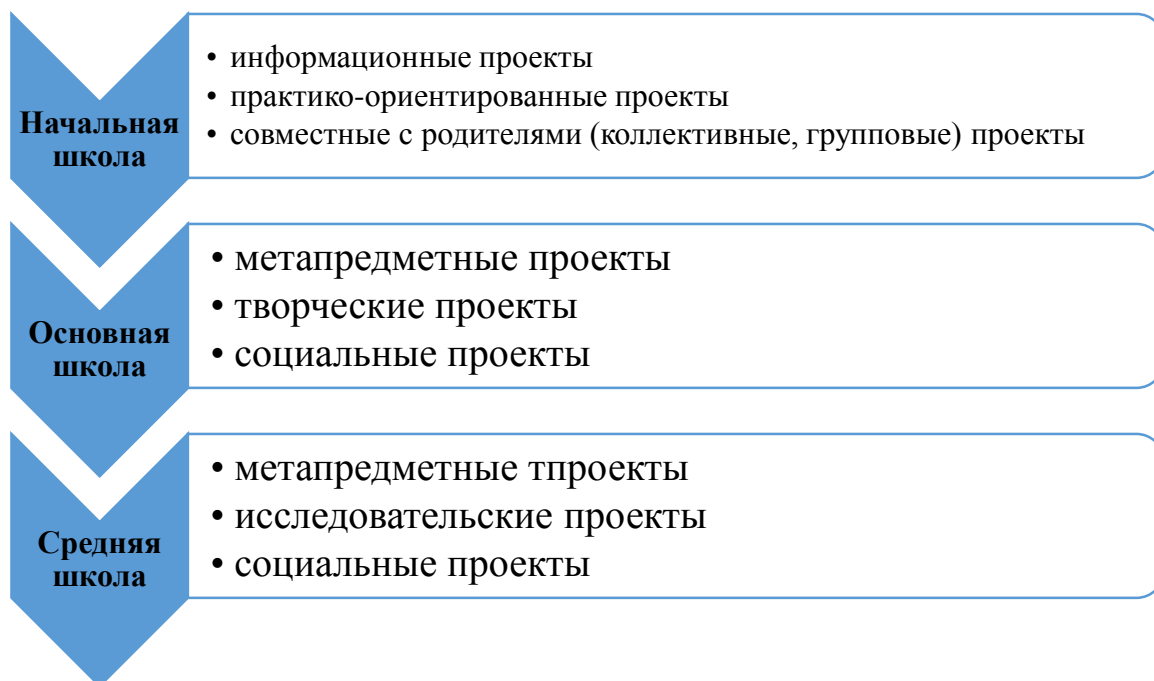 Начальная
школа
• информационные проекты
• практико-ориентированные проекты
• совместные с родителями (коллективные, групповые) проекты
Основная
школа
• метапредметные проекты
• творческие проекты
• социальные проекты
Средняя
школа
• метапредметные тпроекты
• исследовательские проекты
• социальные проекты